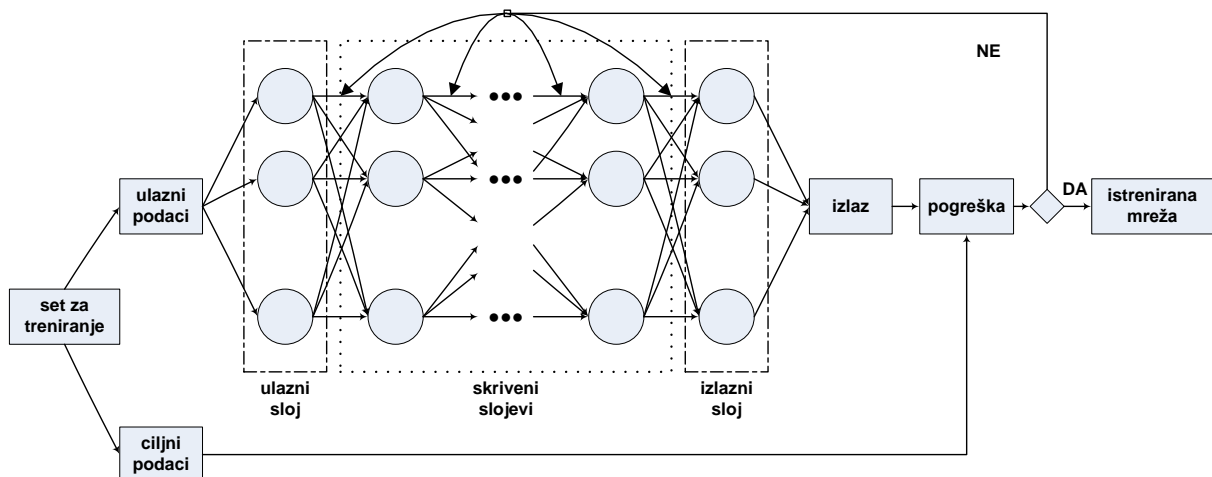 NE
ulazni
podaci
izlaz
pogreška
DA
istrenirana
mreža
set za
treniranje
ulazni
sloj
skriveni
slojevi
izlazni
sloj
ciljni
podaci